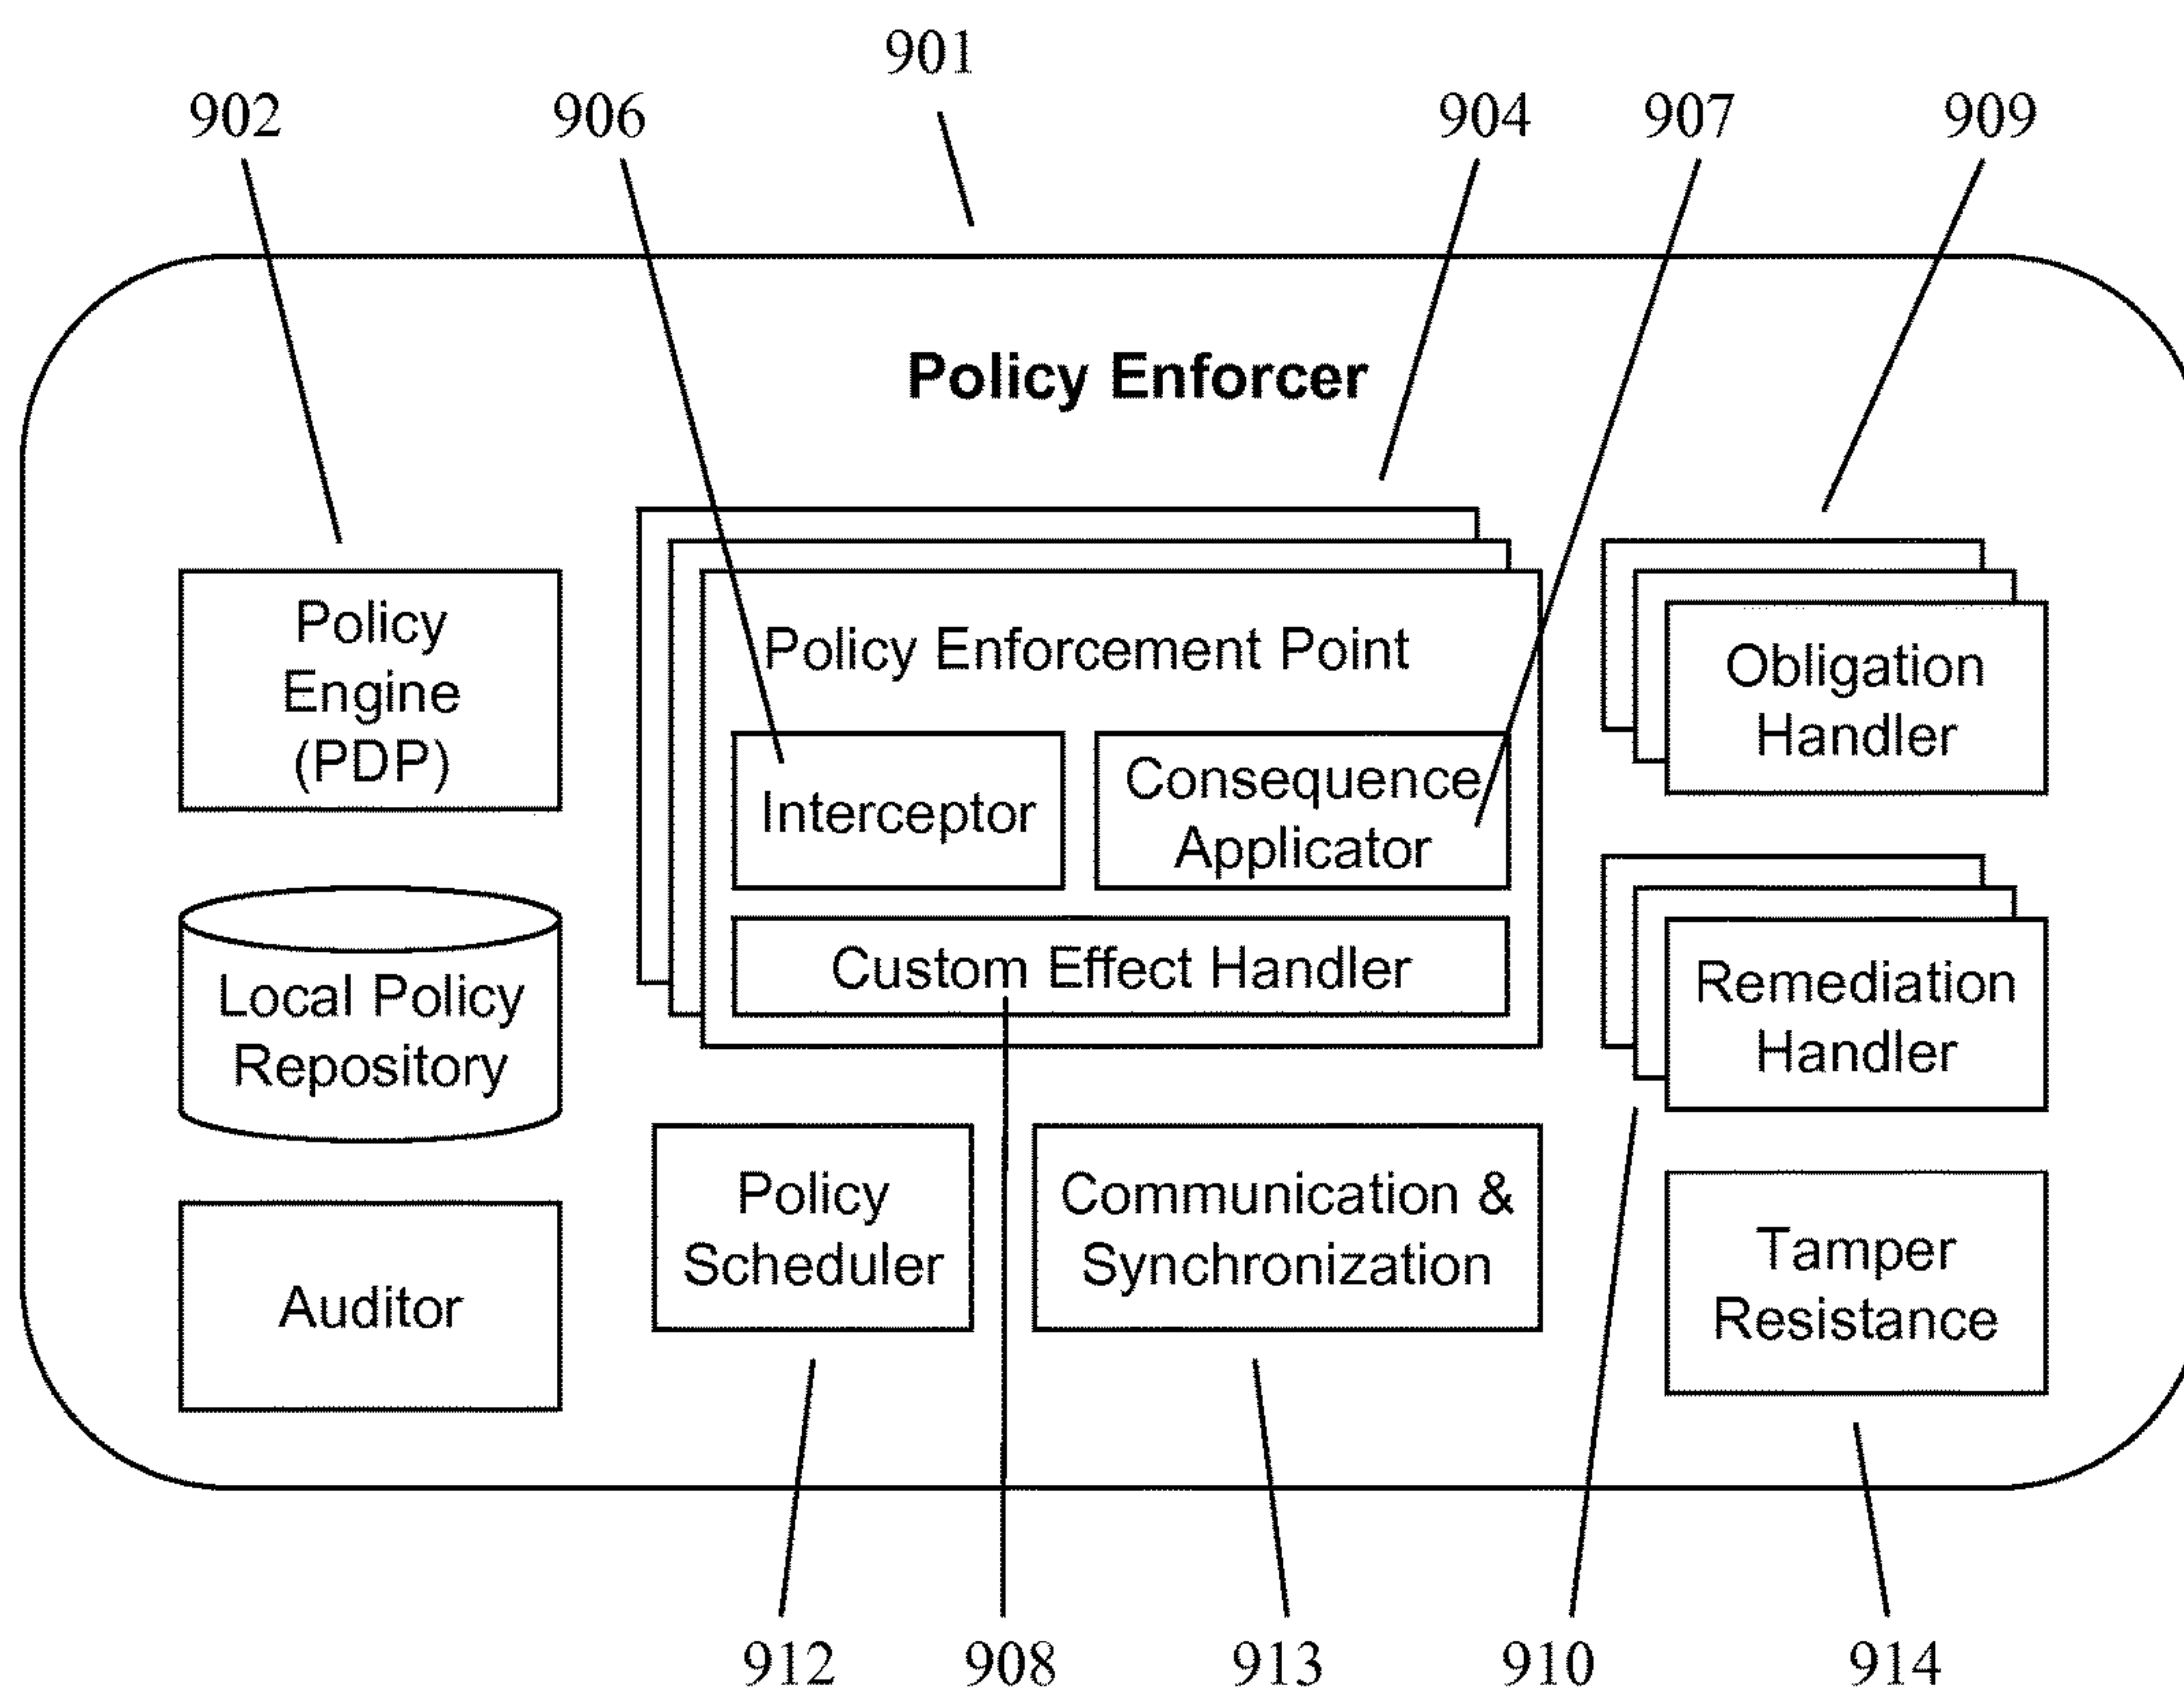 901
902
906
904
907
909
Policy Enforcer
Policy
Engine
(PDP)
Policy Enforcement Point
Interceptor
Consequence
Applicator
Custom Effect Handler
Obligation
Handler
Local Policy
Repository
Remediation
Handler
Auditor
Policy
Scheduler
Communication &
Synchronization
Tamper
Resistance
912
908
913
910
914